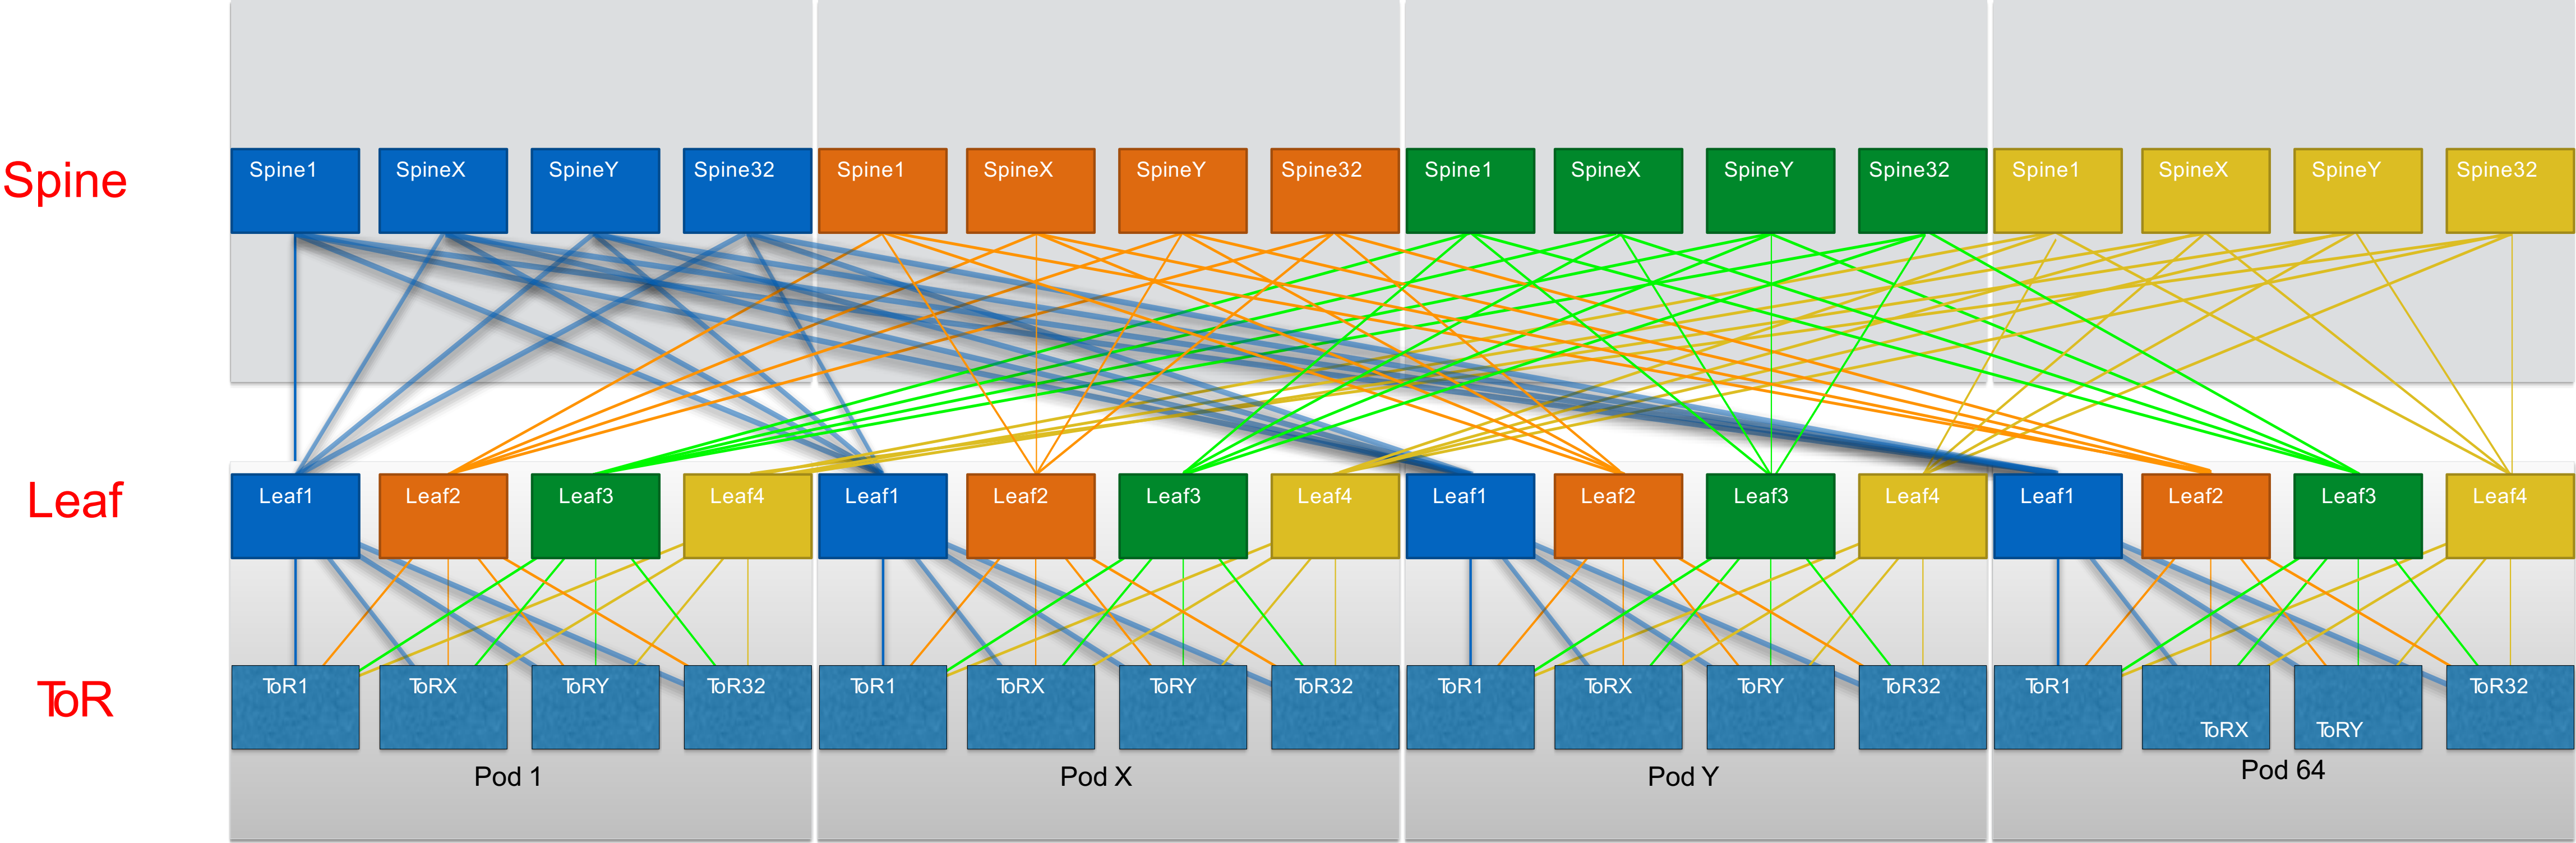 Spine
Spine1 SpineX SpineY Spine32 Spine1 SpineX SpineY Spine32 Spine1 SpineX SpineY Spine32 Spine1 SpineX SpineY Spine32
Leaf
Leaf1 Leaf2 Leaf3 Leaf4 Leaf1 Leaf2 Leaf3 Leaf4 Leaf1 Leaf2 Leaf3 Leaf4 Leaf1 Leaf2 Leaf3 Leaf4
ToR
ToR1 ToRX ToRY ToR32 ToR1 ToRX ToRY ToR32 ToR1 ToRX ToRY ToR32 ToR1 ToRX ToRY ToR32
Pod 1 Pod X Pod Y Pod 64